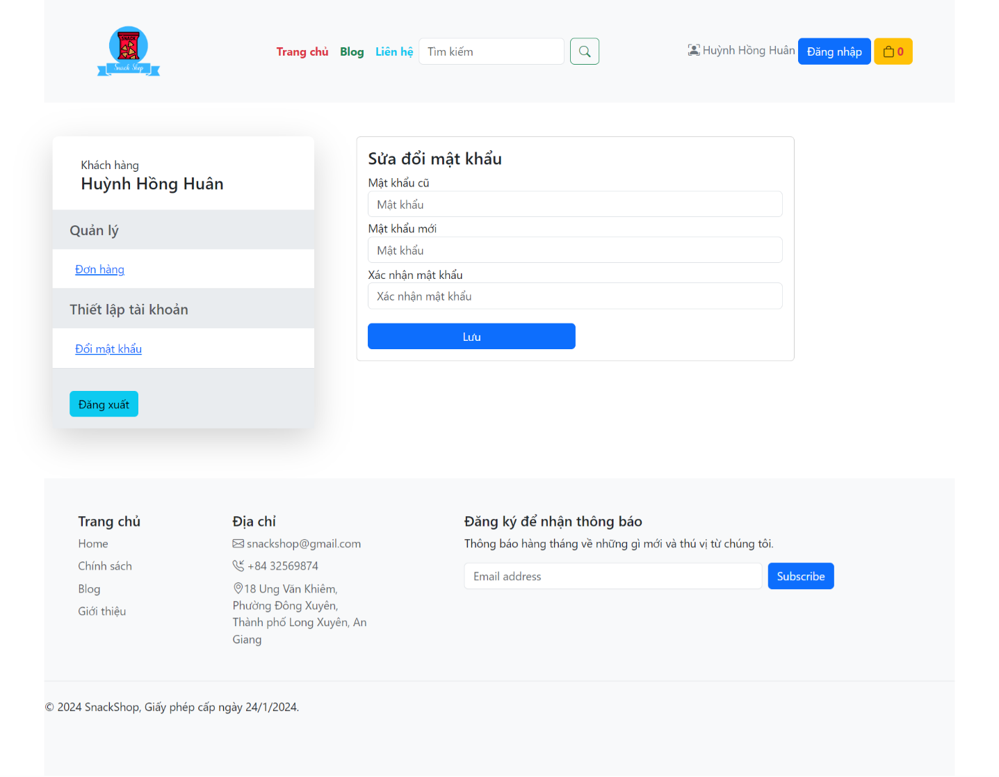 SNACK
Snack Shop
Trang chủ Blog Liên hệ Tìm kiếm
Huỳnh Hồng Huân Đăng nhập 0
Khách hàng
Huỳnh Hồng Huân
Quản lý
Đơn hàng
Thiết lập tài khoản
Đổi mật khẩu
Đăng xuất
Sửa đổi mật khẩu
Mật khẩu cũ
Mật khẩu
Mật khẩu mới
Mật khẩu
Xác nhận mật khẩu
Xác nhận mật khẩu
Lưu
Trang chủ
Home
Chính sách
Blog
Giới thiệu
Địa chỉ
snackshop@gmail.com
+84 32569874
18 Ung Văn Khiêm,
Phường Đông Xuyên,
Thành phố Long Xuyên, An
Giang
Đăng ký để nhận thông báo
Thông báo hàng tháng về những gì mới và thú vị từ chúng tôi.
Email address Subscribe
© 2024 SnackShop, Giấy phép cấp ngày 24/1/2024.